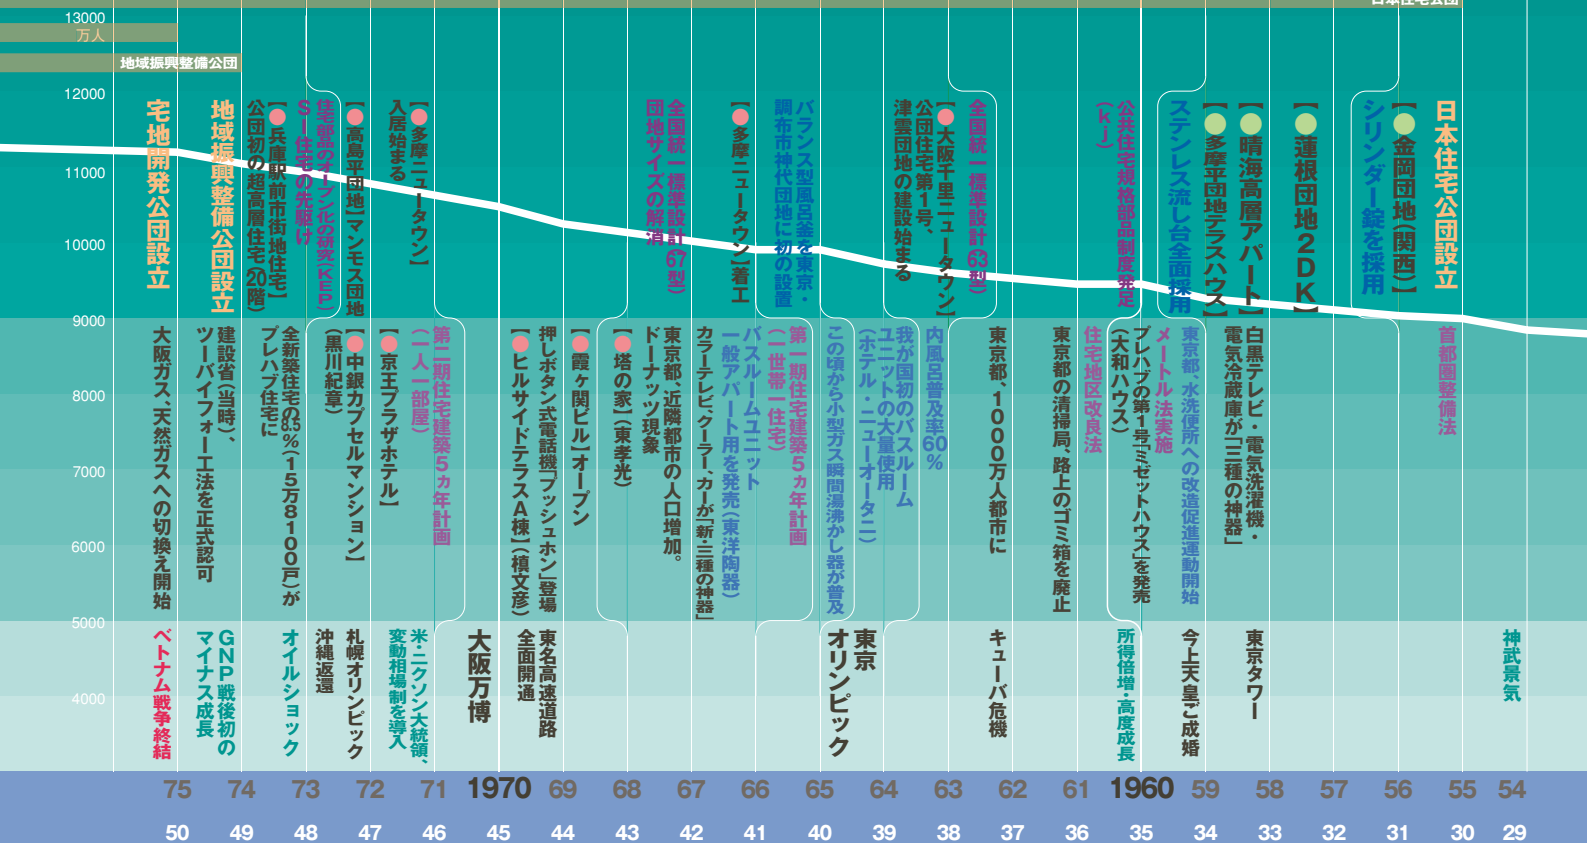 日本住宅公団
13000
万人
地域振興整備公団
12000
11000
10000
9000
8000
7000
6000
5000
4000
日本住宅公団設立
【●金岡団地(関西)】
シリンダー錠を採用
【●蓮根団地2DK】
【●晴海高層アパート】
【●多摩平団地テラスハウス】
ステンレス流し台全面採用
公共住宅規格部品制度発足
(kj)
全国統一標準設計(63型)
【●大阪千里ニュータウン】
公団住宅第1号、
津雲団地の建設始まる
バランス型風呂釜を東京・
調布市神代団地に初の設置
【●多摩ニュータウン】着工
全国統一標準設計(67型)
団地サイズの解消
【●多摩ニュータウン】
入居始まる
【●高島平団地】マンモス団地
住宅部品のオープン化の研究(KEP)
SI住宅の先駆け
【●兵庫駅前市街地住宅】
公団初の超高層住宅(20階)
地域振興整備公団設立
宅地開発公団設立
首都圏整備法
白黒テレビ・電気洗濯機・
電気冷蔵庫が「三種の神器」
東京都、水洗便所への改造促進運動開始
メートル法実施
プレハブの第1号「ミゼットハウス」を発売
(大和ハウス)
住宅地区改良法
東京都の清掃局、路上のゴミ箱を廃止
東京都、1000万人都市に
内風呂普及率60%
我が国初のバスルーム
ユニットの大量使用
(ホテル・ニューオータニ)
この頃から小型ガス瞬間湯沸かし器が普及
第一期住宅建築5ヵ年計画
(一世帯一住宅)
バスルームユニット
一般アパート用を発売(東洋陶器)
カラーテレビ、クーラー、カーが「新・三種の神器」
東京都、近隣都市の人口増加。
ドーナッツ現象
【●塔の家】(東孝光)
【●霞ヶ関ビル】オープン
押しボタン式電話機「プッシュホン」登場
【●ヒルサイドテラスA棟】(槇文彦)
第二期住宅建築5ヵ年計画
(一人一部屋)
【●京王プラザホテル】
【●中銀カプセルマンション】
(黒川紀章)
全新築住宅の8.5%(15万8100戸)が
プレハブ住宅に
建設省(当時)、
ツーバイフォー工法を正式認可
大阪ガス、天然ガスへの切換え開始
神武景気
東京タワー
今上天皇ご成婚
所得倍増・高度成長
キューバ危機
東京
オリンピック
東名高速道路
全面開通
大阪万博
米・ニクソン大統領、
変動相場制を導入
札幌オリンピック
沖縄返還
オイルショック
GNP戦後初の
マイナス成長
ベトナム戦争終結
75 74 73 72 71 1970 69 68 67 66 65 64 63 62 61 1960 59 58 57 56 55 54
50 49 48 47 46 45 44 43 42 41 40 39 38 37 36 35 34 33 32 31 30 29